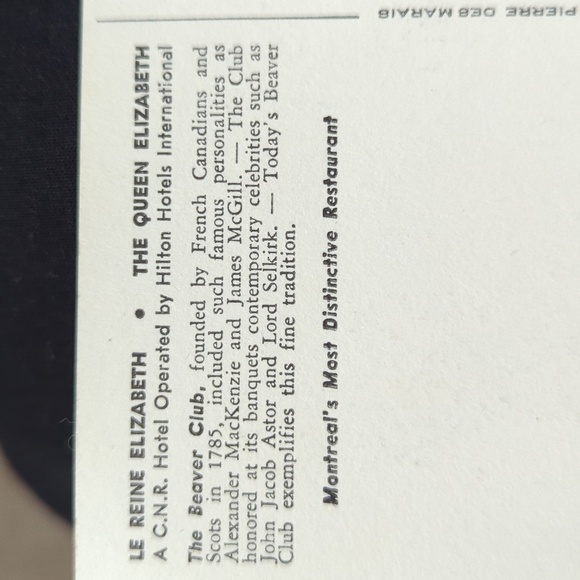 LE REINE ELIZABETH • THE QUEEN ELIZABETH
A C.N.R. Hotel Operated by Hilton Hotels International
The Beaver Club, founded by French Canadians and
Scots in 1785, included such famous personalities as
Alexander MacKenzie and James McGill. — The Club
honored at its banquets contemporary celebrities such as
John Jacob Astor and Lord Selkirk. — Today's Beaver
Club exemplifies this fine tradition.
Montreal's Most Distinctive Restaurant
PIERRE DES MARAIS